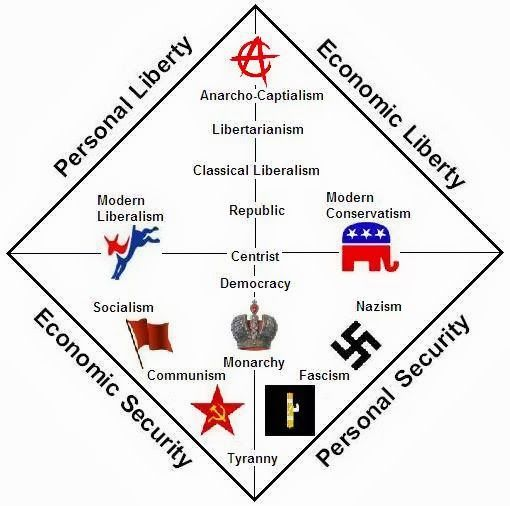 Personal Liberty
Economic Liberty
Anarcho-Captialism
Libertarianism
Classical Liberalism
Modern
Liberalism
Republic
Modern
Conservatism
Centrist
Democracy
Socialism
Nazism
Monarchy
Communism
Fascism
Tyranny
Economic Security
Personal Security